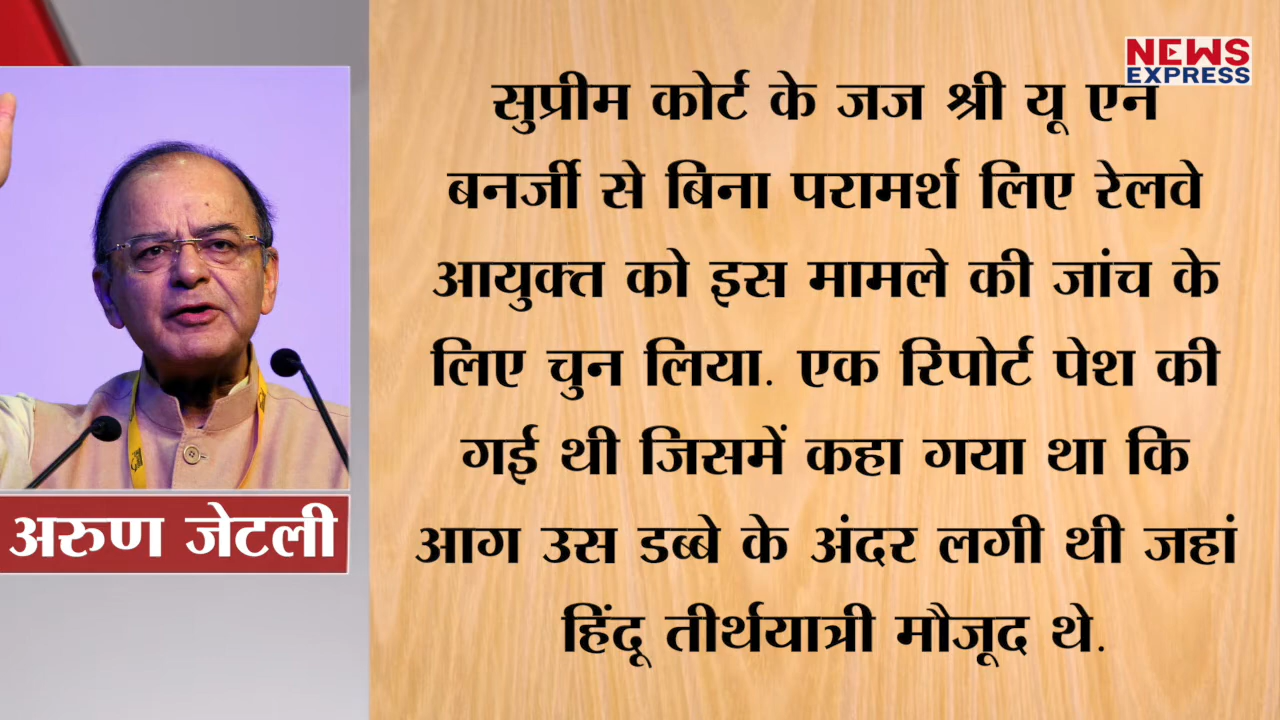 NEWS
EXPRESS
सुप्रीम कोर्ट के जज श्री यू एन
बनर्जी से बिना परामर्श लिए रेलवे
आयुक्त को इस मामले की जांच के
लिए चुन लिया. एक रिपोर्ट पेश की
गई थी जिसमें कहा गया था कि
आग उस डब्बे के अंदर लगी थी जहां
हिंदू तीर्थयात्री मौजूद थे.
अरुण जेटली